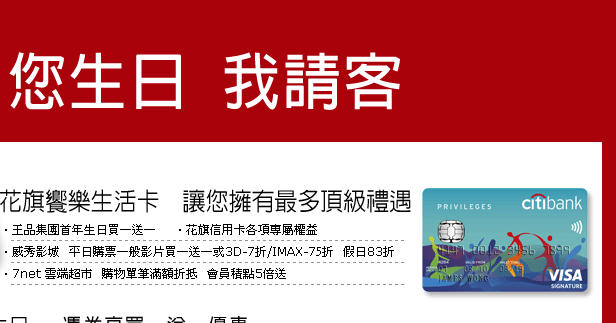 您生日 我請客
花旗饗樂生活卡 讓您擁有最多頂級禮遇
・王品集團首年生日買一送一 ・花旗信用卡各項專屬權益
・威秀影城 平日購票一般影片買一送一或3D-7折/IMAX-75折 假日83折
・7net 雲端超市 購物單筆滿額折抵 會員積點5倍送
PRIVILEGES
citibank
JAMES WONG
VISA
SIGNATURE